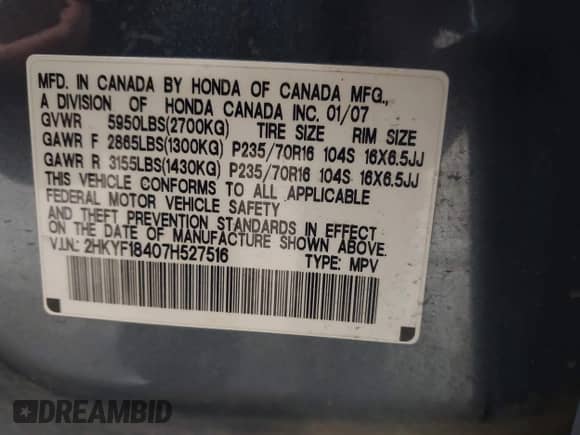 MFD. IN CANADA BY HONDA OF CANADA MFG.,
A DIVISION OF HONDA CANADA INC. 01/07
GVWR 5950LBS(2700KG) TIRE SIZE RIM SIZE
GAWR F 2865LBS(1300KG) P235/70R16 104S 16X6.5JJ
GAWR R 3155LBS(1430KG) P235/70R16 104S 16X6.5JJ
THIS VEHICLE CONFORMS TO ALL APPLICABLE
FEDERAL MOTOR VEHICLE SAFETY
AND THEFT PREVENTION STANDARDS IN EFFECT
ON THE DATE OF MANUFACTURE SHOWN ABOVE.
V.I.N.: 2HKYF18407H527516 TYPE: MPV
DREAMBID